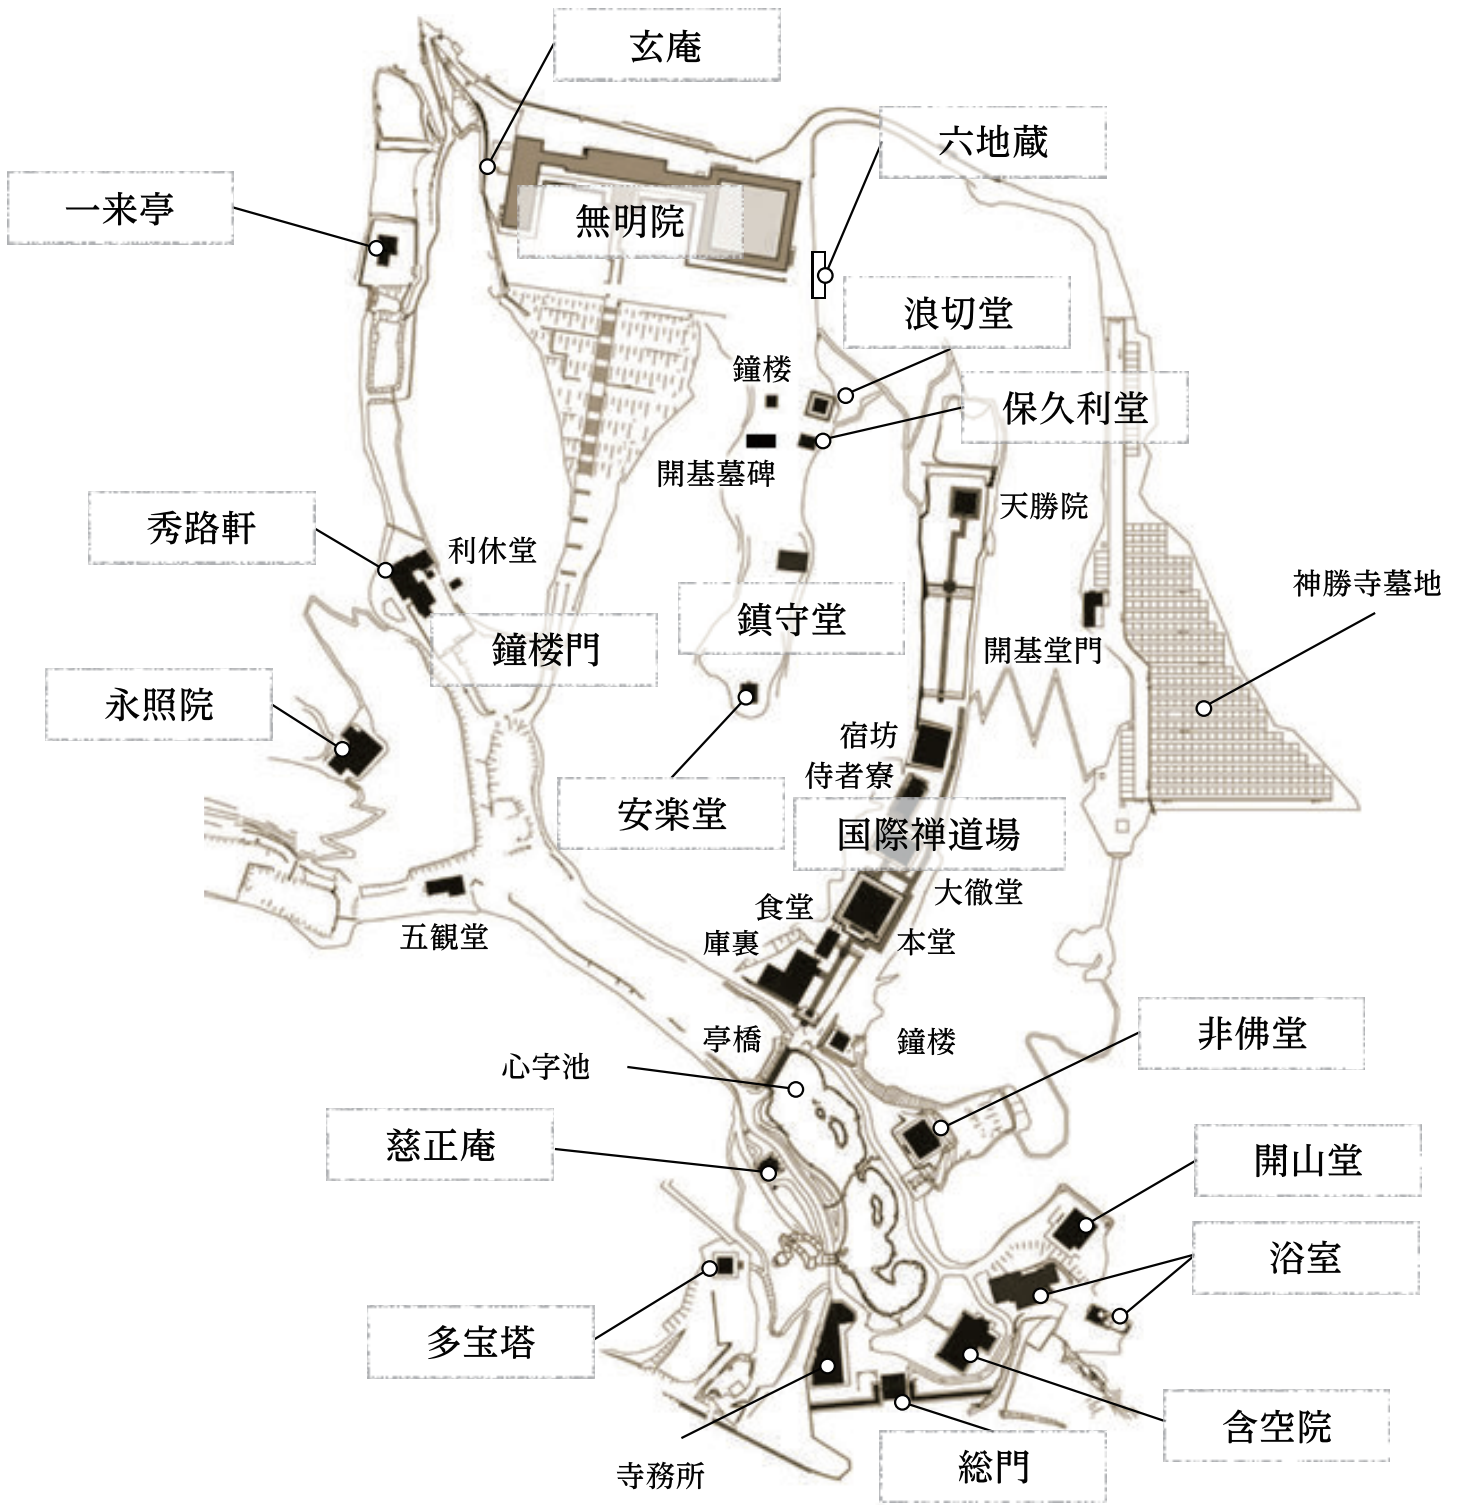 玄庵
六地蔵
一来亭
無明院
浪切堂
鐘楼
保久利堂
開基墓碑
天勝院
秀路軒
利休堂
神勝寺墓地
鎮守堂
鐘楼門
開基堂門
永照院
宿坊
侍者寮
安楽堂
国際禅道場
大徹堂
食堂
五観堂
庫裏
本堂
非佛堂
亭橋
鐘楼
心字池
慈正庵
開山堂
浴室
多宝塔
含空院
総門
寺務所